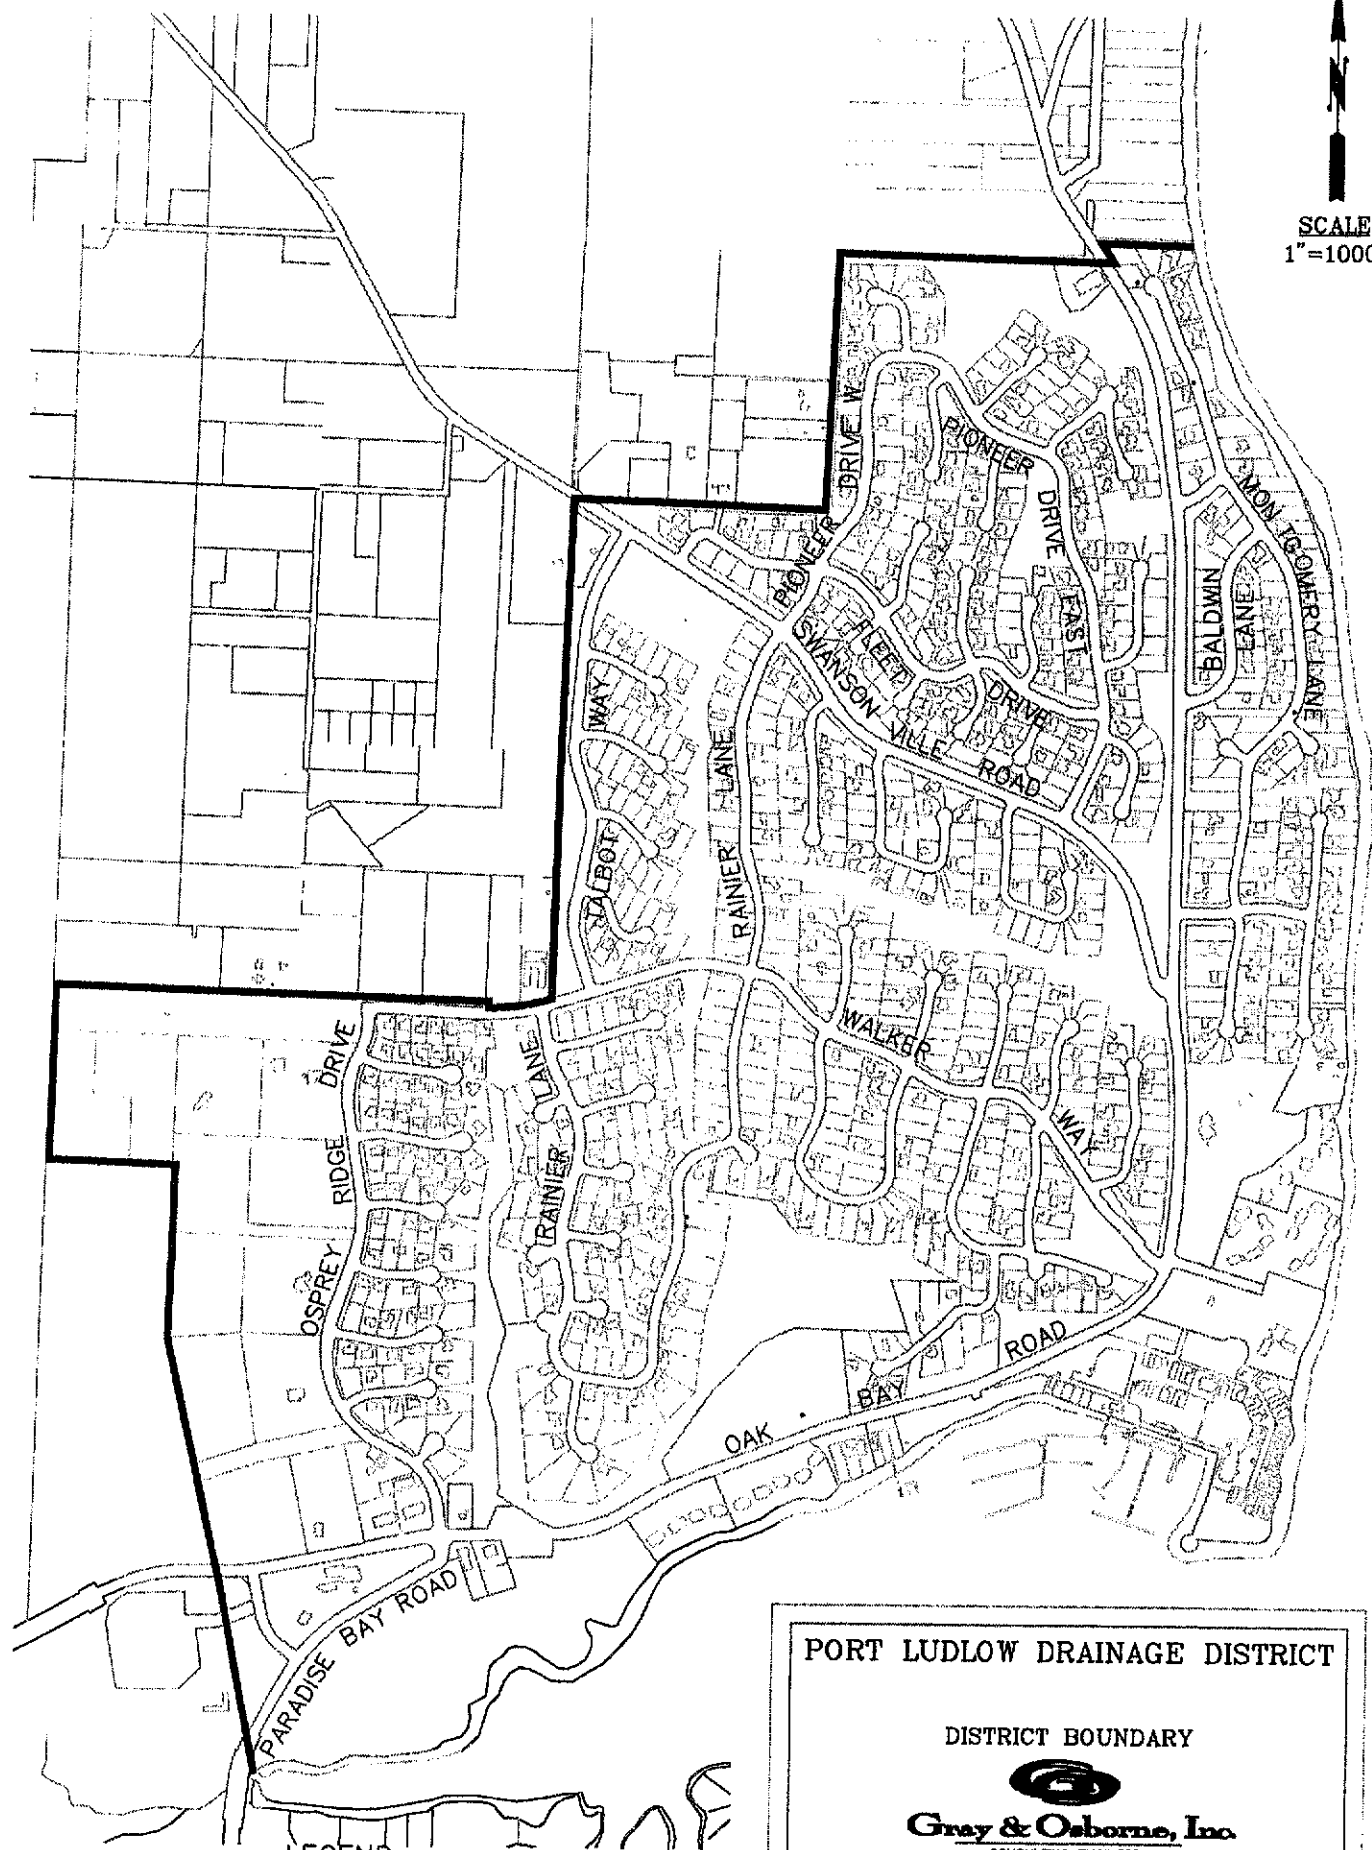 N
SCALE
1"=1000
DRIVE W
PIONEER
PIONEER
DRIVE EAST
MONTGOMERY LANE
BALDWIN
LANE
FLEET
DRIVE
SWANSONVILLE ROAD
WAY
TALBOT
RAINIER LANE
WALKER
WAY
OSPREY RIDGE DRIVE
RAINIER LANE
OAK BAY ROAD
PARADISE BAY ROAD
PORT LUDLOW DRAINAGE DISTRICT
DISTRICT BOUNDARY
Gray & Osborne, Inc.
LEGEND